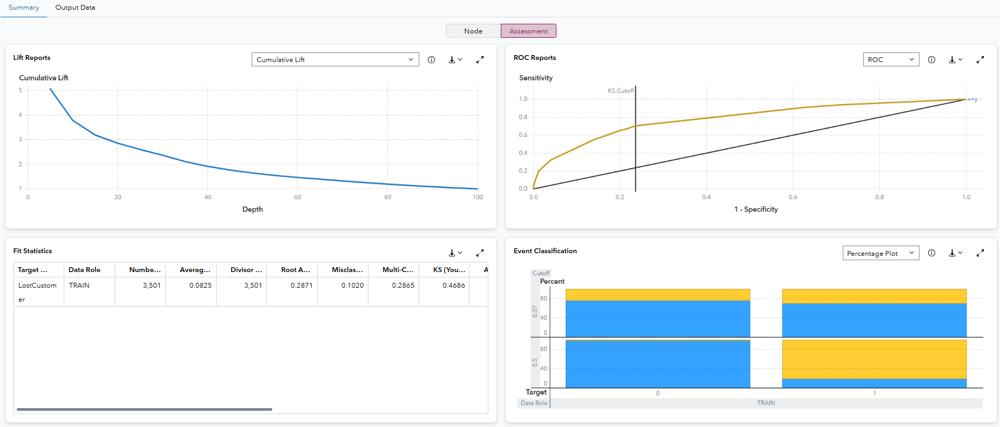 Summary Output Data
Node Assessment
Lift Reports
Cumulative Lift
Cumulative Lift
5
4
3
2
1
0 20 40 60 80 100
Depth
ROC Reports
ROC
Sensitivity
KS Cutoff
1.0
x=y
0.8
0.6
0.4
0.2
0.0
0.0 0.2 0.4 0.6 0.8 1.0
1 - Specificity
Fit Statistics
Target ... Data Role Numbe... Averag... Divisor ... Root A... Misclas... Multi-C... KS (You... A
LostCustom TRAIN 3,501 0.0825 3,501 0.2871 0.1020 0.2865 0.4686
er
Event Classification
Percentage Plot
Cutoff
Percent
80
0.07
40
0
80
0.5
40
0
Target 0 1
Data Role TRAIN